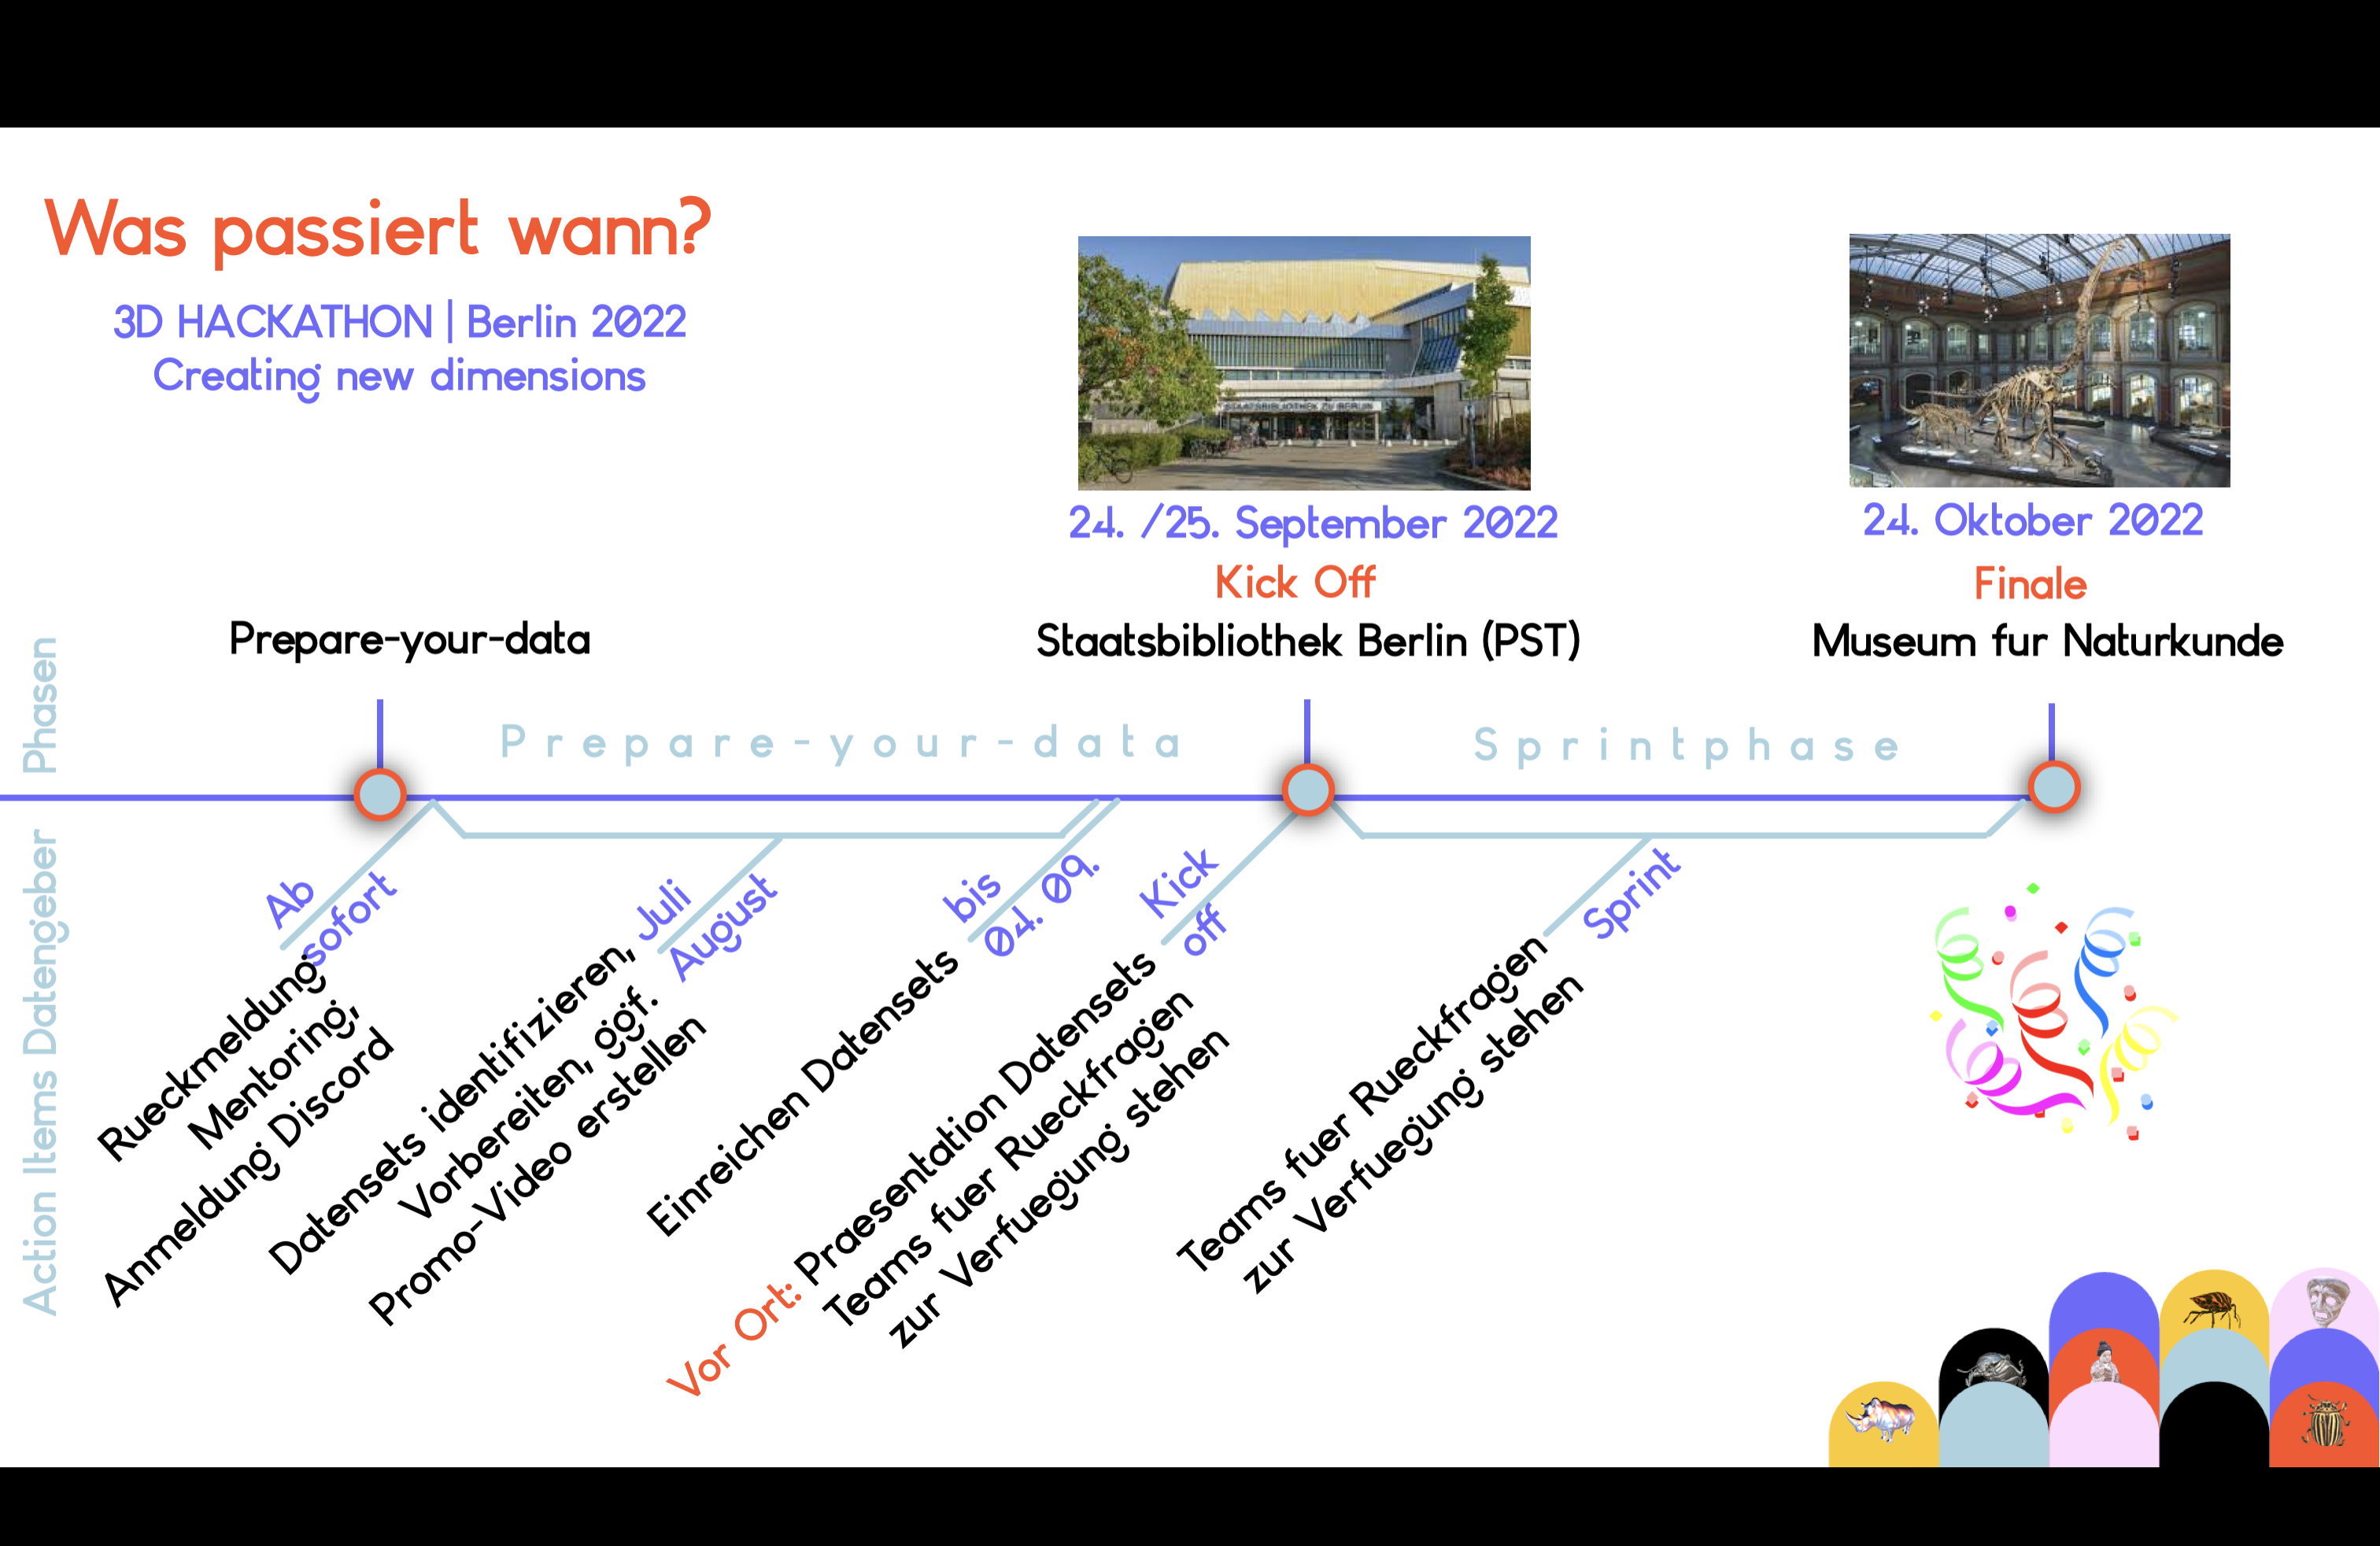 Was passiert wann?
3D HACKATHON | Berlin 2022
Creating new dimensions
STAATSBIBLIOTHEK ZU BERLIN
24. /25. September 2022
Kick Off
Staatsbibliothek Berlin (PST)
24. Oktober 2022
Finale
Museum fur Naturkunde
Prepare-your-data
Phasen
Prepare-your-data
Sprintphase
Action Items Datengeber
Ab
sofort
Rueckmeldung
Mentoring,
Anmeldung Discord
Juli
August
Datensets identifizieren,
Vorbereiten, ggf.
Promo-Video erstellen
bis
04. 09.
Einreichen Datensets
Kick
off
Vor Ort: Praesentation Datensets
Teams fuer Rueckfragen
zur Verfuegung stehen
Sprint
Teams fuer Rueckfragen
zur Verfuegung stehen